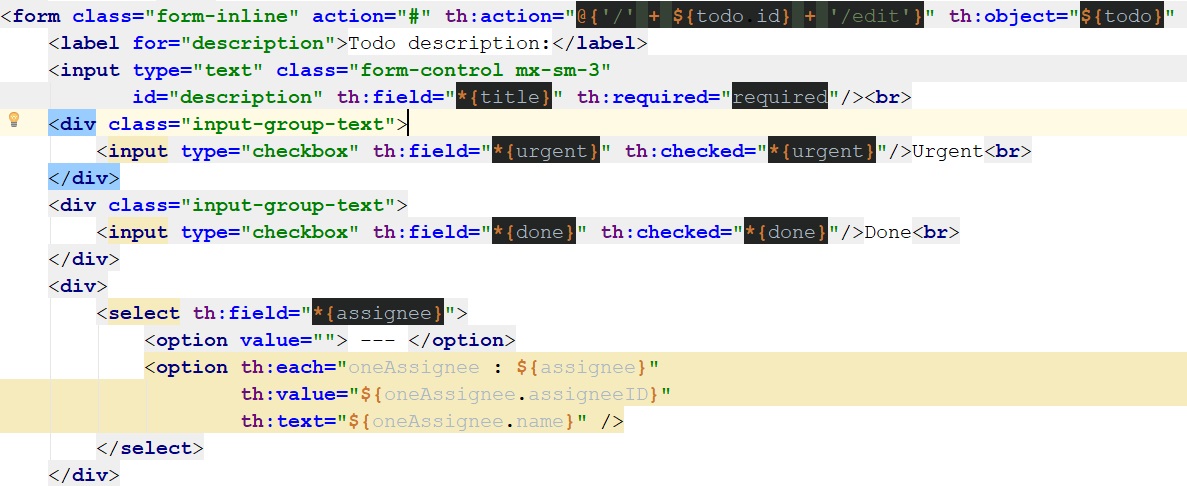 <form class="form-inline" action="#" th:action="@{'/' + ${todo.id} + '/edit'}" th:object="${todo}"
<label for="description">Todo description:</label>
<input type="text" class="form-control mx-sm-3"
id="description" th:field="*{title}" th:required="required"/><br>
<div class="input-group-text">
<input type="checkbox" th:field="*{urgent}" th:checked="*{urgent}"/>Urgent<br>
</div>
<div class="input-group-text">
<input type="checkbox" th:field="*{done}" th:checked="*{done}"/>Done<br>
</div>
<div>
<select th:field="*{assignee}">
<option value=""> --- </option>
<option th:each="oneAssignee : ${assignee}"
th:value="${oneAssignee.assigneeID}"
th:text="${oneAssignee.name}" />
</select>
</div>